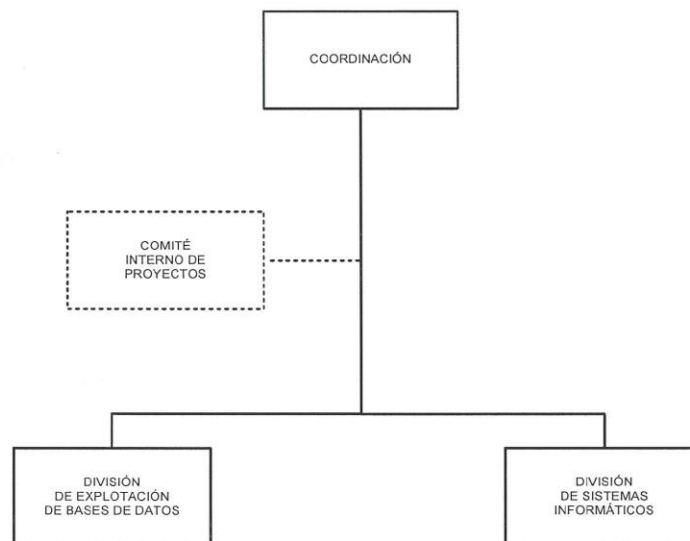 COORDINACIÓN
COMITÉ
INTERNO DE
PROYECTOS
DIVISIÓN
DE EXPLOTACIÓN
DE BASES DE DATOS
DIVISIÓN
DE SISTEMAS
INFORMÁTICOS